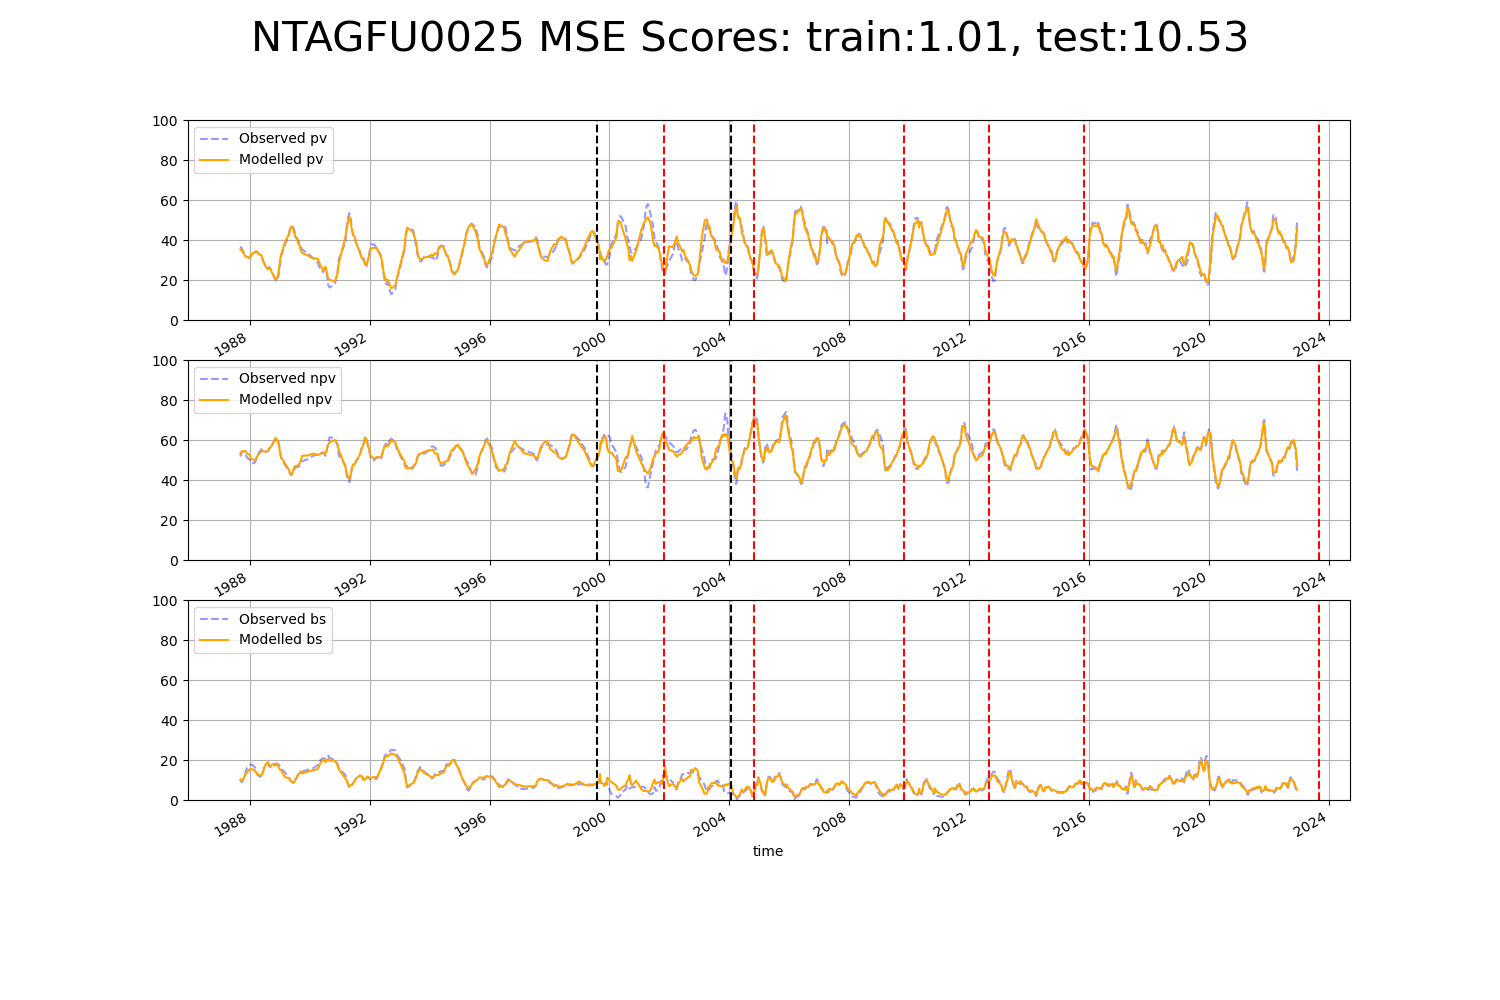 NTAGFU0025 MSE Scores: train:1.01, test:10.53
100
80
60
40
20
0
Observed pv
Modelled pv
1988 1992 1996 2000 2004 2008 2012 2016 2020 2024
100
80
60
40
20
0
Observed npv
Modelled npv
1988 1992 1996 2000 2004 2008 2012 2016 2020 2024
100
80
60
40
20
0
Observed bs
Modelled bs
1988 1992 1996 2000 2004 2008 2012 2016 2020 2024
time